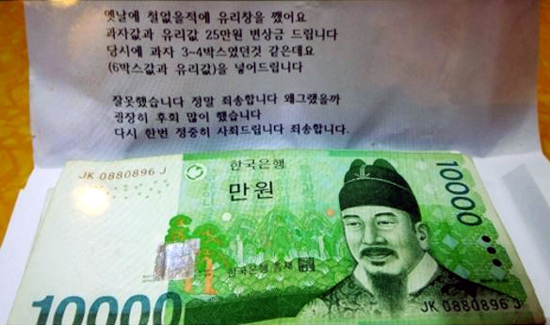 옛날에 철없을적에 유리창을 깼어요
과자값과 유리값 25만원 변상금 드립니다
당시에 과자 3~4박스였던것 같은데요
(6박스값과 유리값)을 넣어드립니다
잘못했습니다 정말 죄송합니다 왜그랬을까
굉장히 후회 많이 했습니다
다시 한번 정중히 사죄드립니다 죄송합니다.
JK 0880896 J
한국은행
만원
10000
한국은행 총재
10000
JK 0880896 J